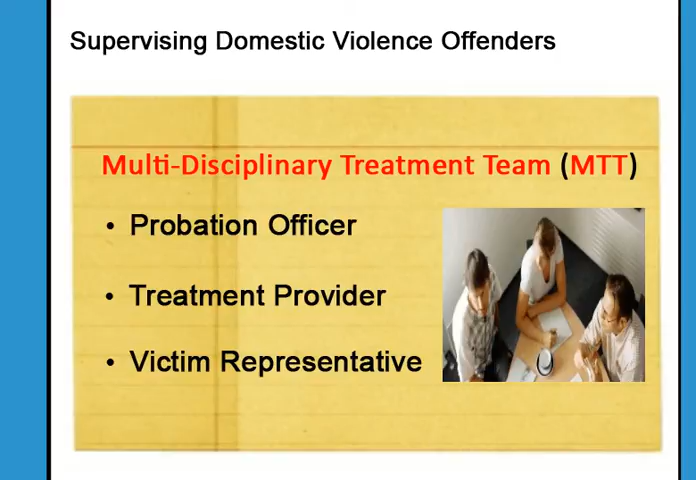 Supervising Domestic Violence Offenders
Multi-Disciplinary Treatment Team (MTT)
• Probation Officer
• Treatment Provider
• Victim Representative